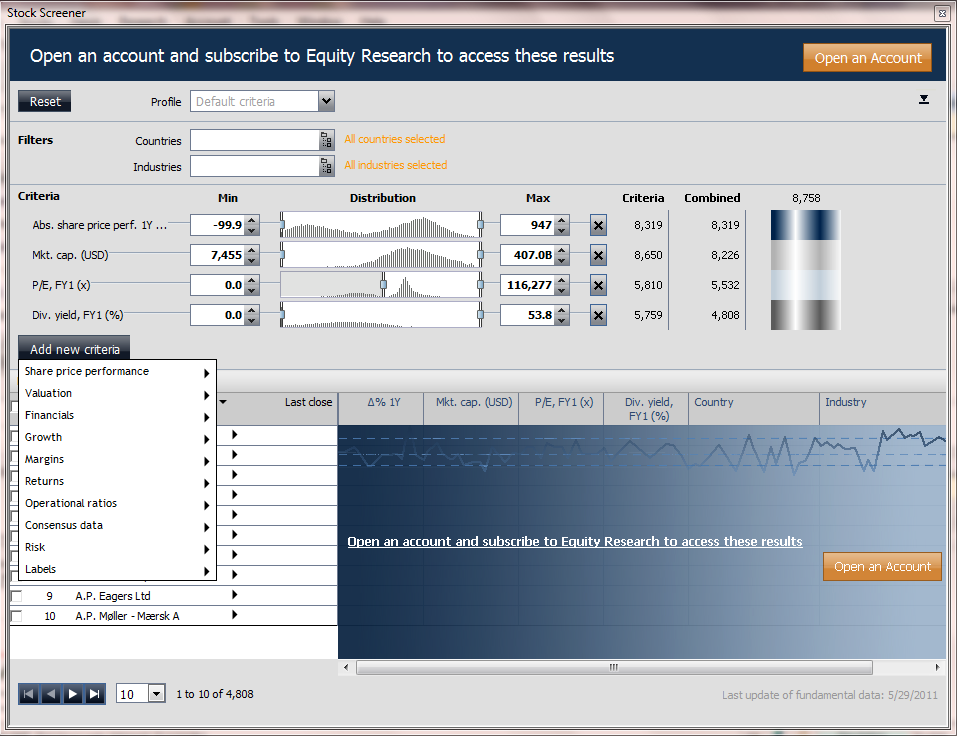 Stock Screener
Open an account and subscribe to Equity Research to access these results
Open an Account
Reset
Profile
Default criteria
Filters
Countries
All countries selected
Industries
All industries selected
Criteria Min Distribution Max Criteria Combined 8,758
Abs. share price perf. 1Y ... -99.9 947 8,319 8,319
Mkt. cap. (USD) 7,455 407.0B 8,650 8,226
P/E, FY1 (x) 0.0 116,277 5,810 5,532
Div. yield, FY1 (%) 0.0 53.8 5,759 4,808
Add new criteria
Share price performance
Valuation
Financials
Growth
Margins
Returns
Operational ratios
Consensus data
Risk
Labels
Last close Δ% 1Y Mkt. cap. (USD) P/E, FY1 (x) Div. yield, Country Industry
FY1 (%)
Open an account and subscribe to Equity Research to access these results
Open an Account
9 A.P. Eagers Ltd
10 A.P. Møller - Mærsk A
10 1 to 10 of 4,808
Last update of fundamental data: 5/29/2011